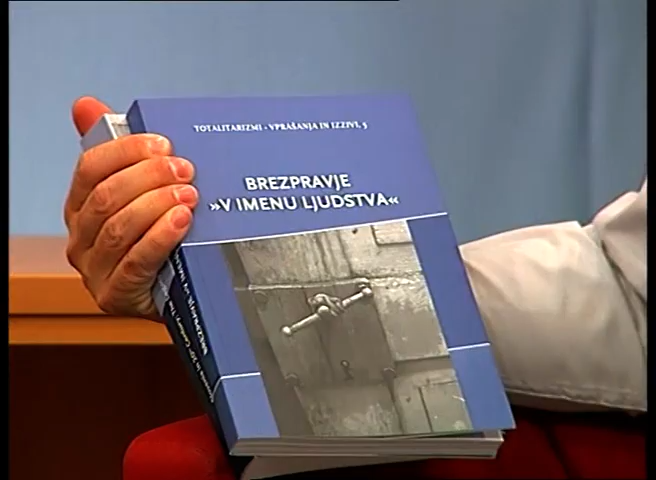 TOTALITARIZMI - VPRAŠANJA IN IZZIVI, 5
BREZPRAVJE
»V IMENU LJUDSTVA«